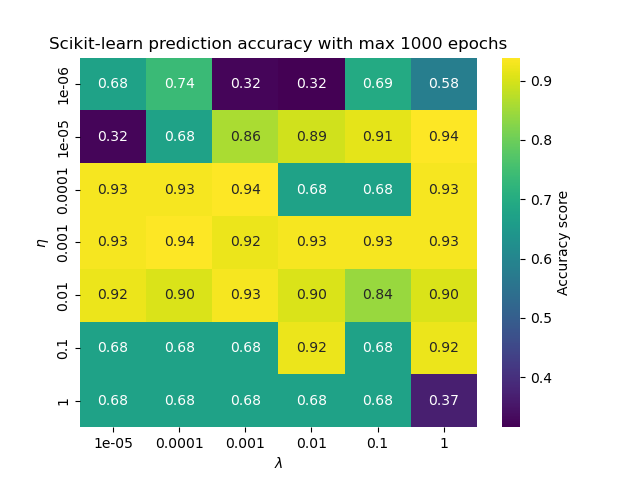 Scikit-learn prediction accuracy with max 1000 epochs
1e-06 0.68 0.74 0.32 0.32 0.69 0.58
1e-05 0.32 0.68 0.86 0.89 0.91 0.94
0.0001 0.93 0.93 0.94 0.68 0.68 0.93
0.001 0.93 0.94 0.92 0.93 0.93 0.93
0.01 0.92 0.90 0.93 0.90 0.84 0.90
0.1 0.68 0.68 0.68 0.92 0.68 0.92
1 0.68 0.68 0.68 0.68 0.68 0.37
η
1e-05 0.0001 0.001 0.01 0.1 1
λ
0.9
0.8
0.7
0.6
0.5
0.4
Accuracy score